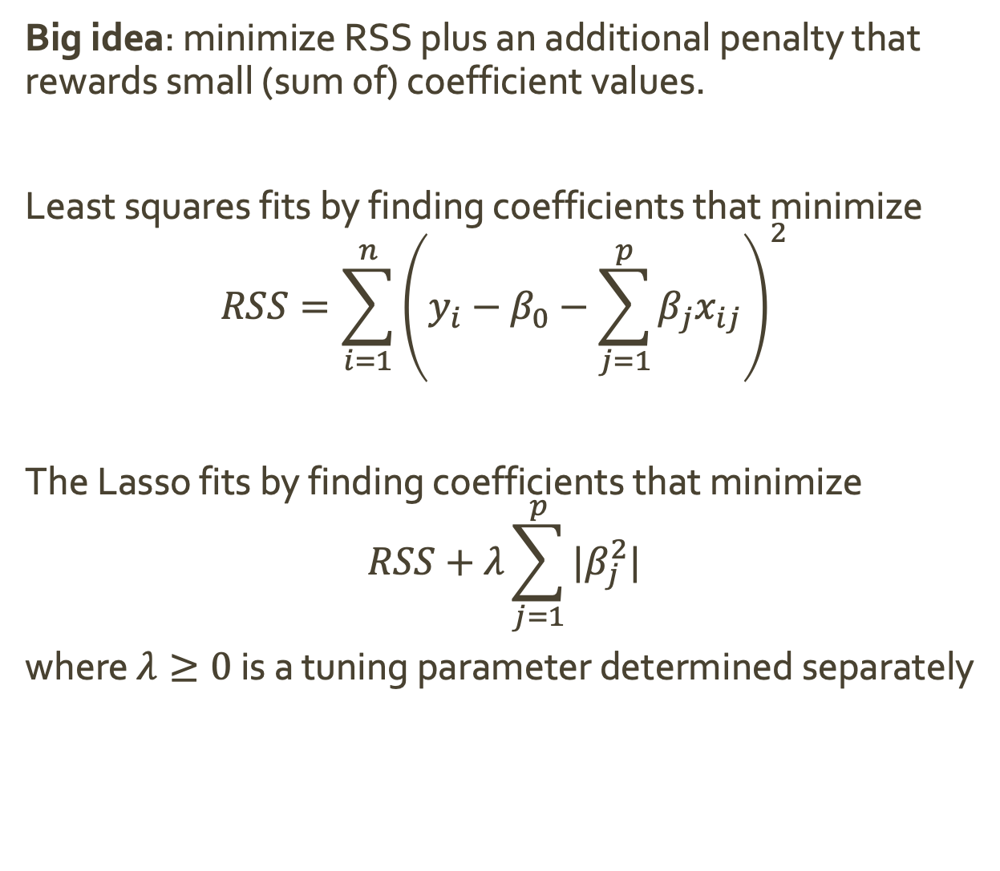 Big idea: minimize RSS plus an additional penalty that
rewards small (sum of) coefficient values.
Least squares fits by finding coefficients that minimize
$RSS = \sum_{i=1}^{n} \left( y_i - \beta_0 - \sum_{j=1}^{p} \beta_j x_{ij} \right)^2$
The Lasso fits by finding coefficients that minimize
$RSS + \lambda \sum_{j=1}^{p} |\beta_j^2|$
where $\lambda \geq 0$ is a tuning parameter determined separately